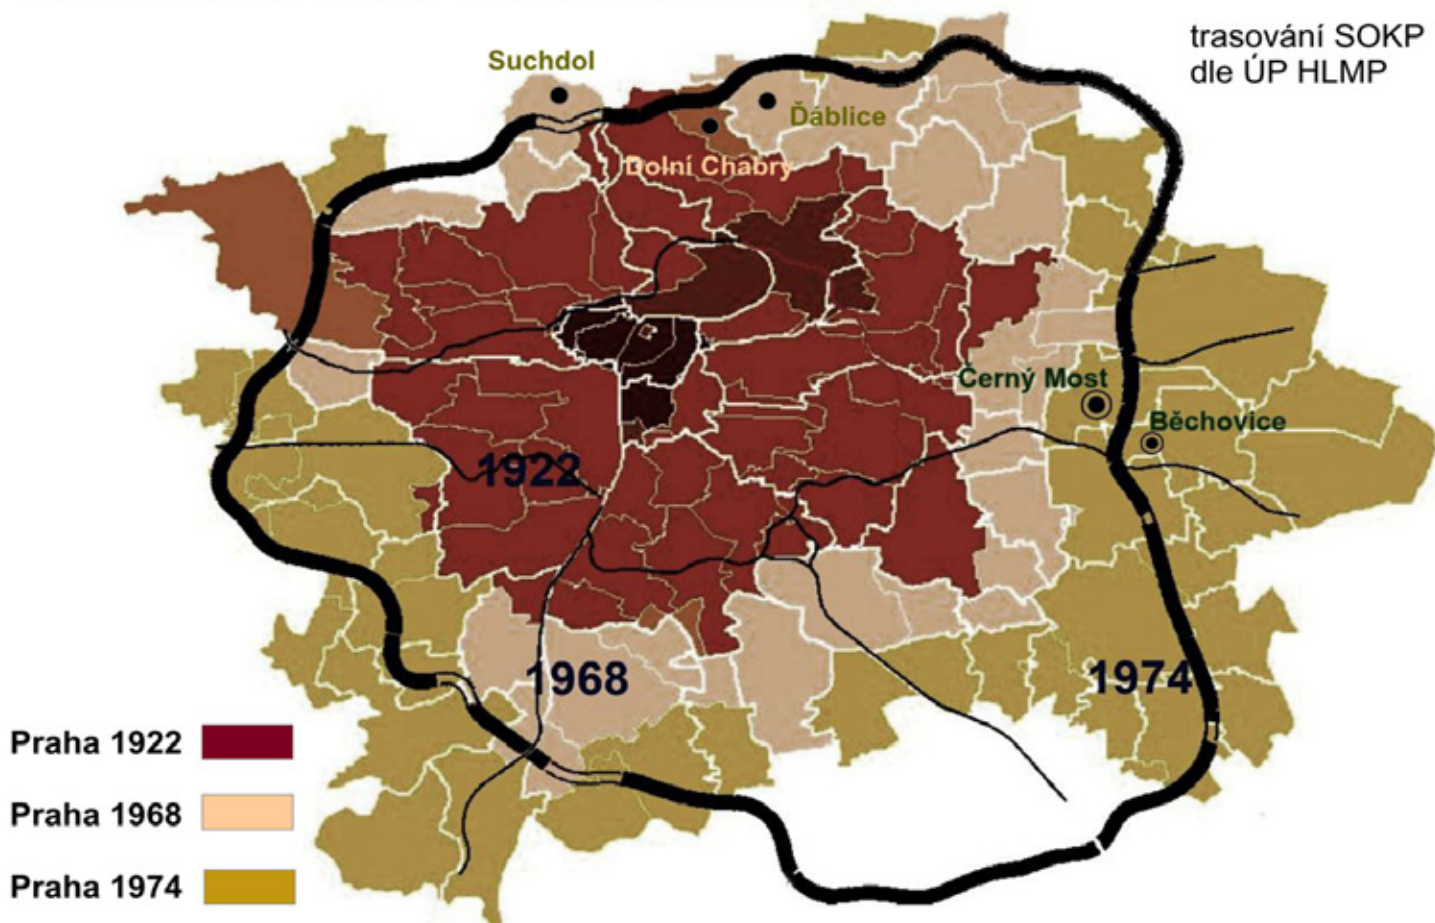 trasování SOKP
dle ÚP HLMP
Suchdol
Ďáblice
Dolní Chabry
Černý Most
Běchovice
1922
1968
1974
Praha 1922
Praha 1968
Praha 1974